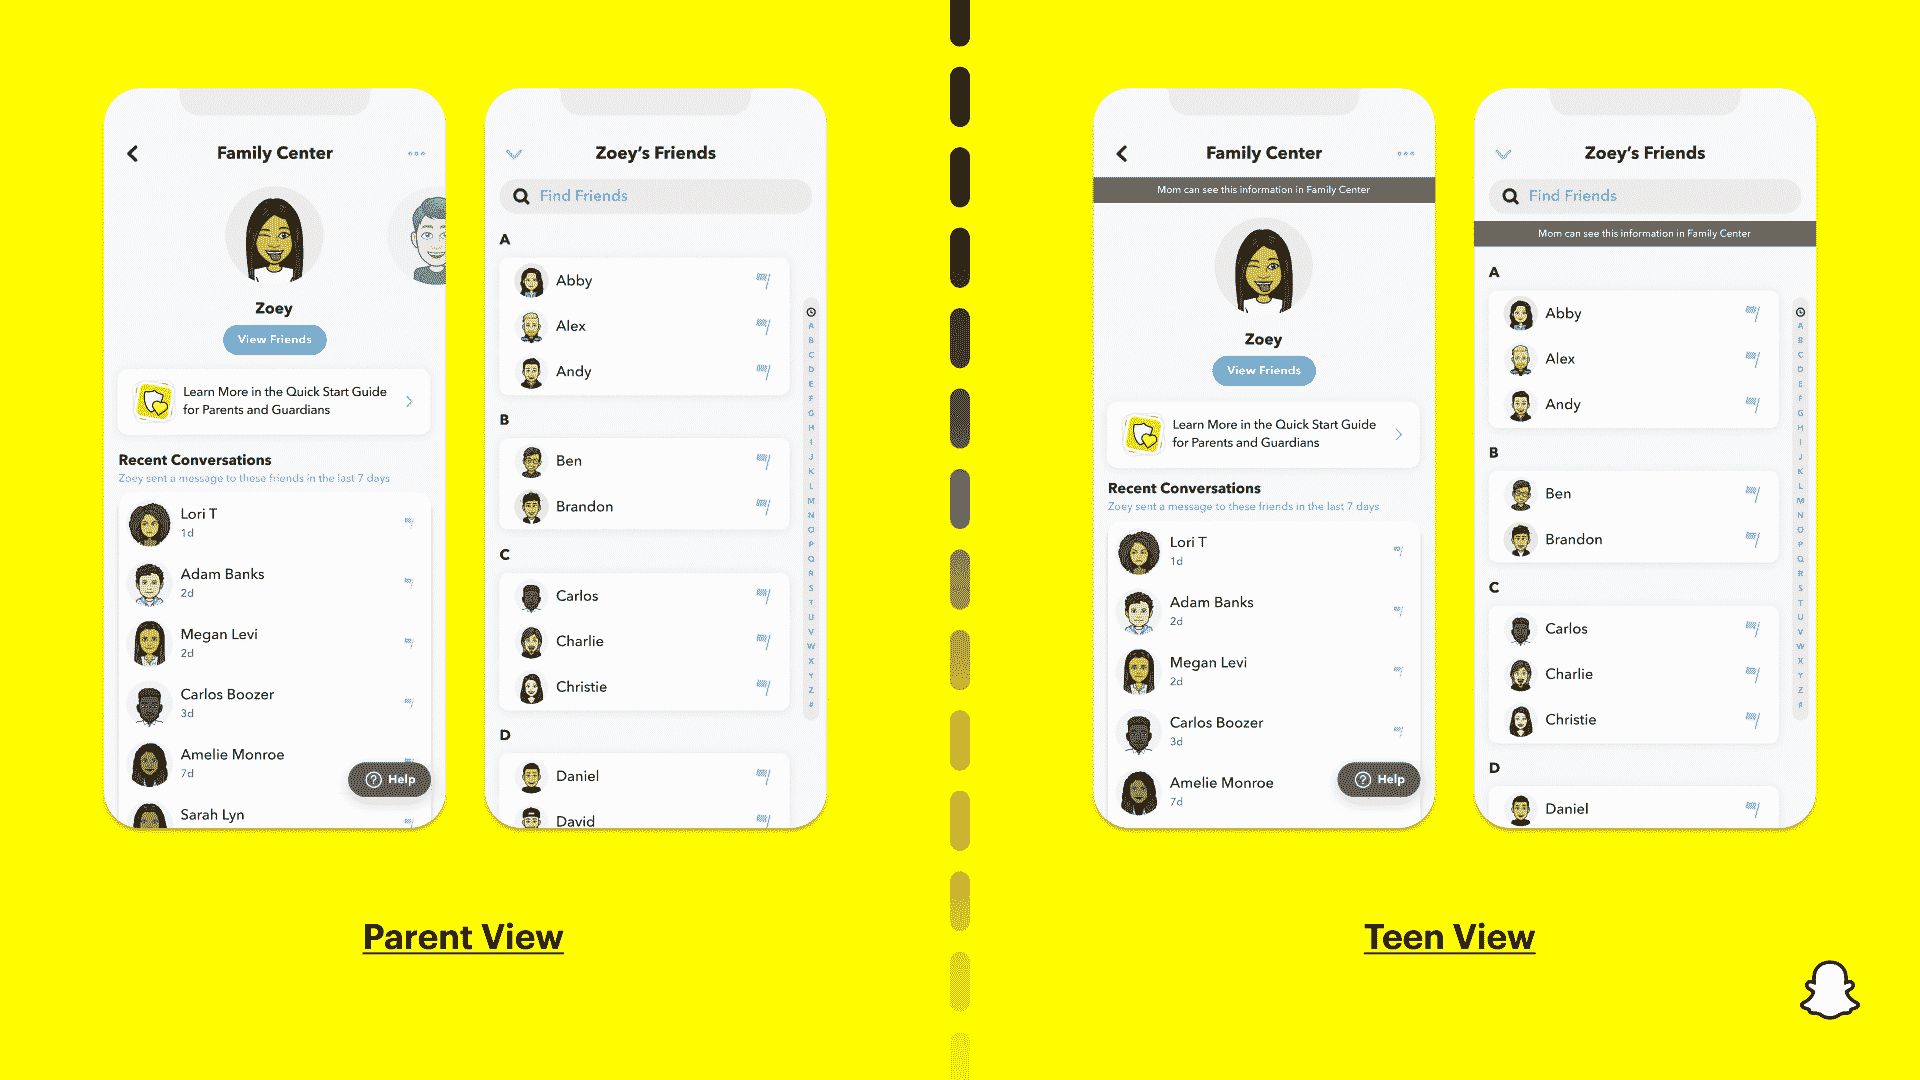 Family Center
Zoey
View Friends
Learn More in the Quick Start Guide
for Parents and Guardians
Recent Conversations
Zoey sent a message to these friends in the last 7 days
Lori T
1d
Adam Banks
2d
Megan Levi
2d
Carlos Boozer
3d
Amelie Monroe
7d
Help
Sarah Lyn
Zoey's Friends
Find Friends
A
Abby
Alex
Andy
B
Ben
Brandon
C
Carlos
Charlie
Christie
D
Daniel
David
A
B
C
D
E
F
G
H
I
J
K
L
M
N
O
P
Q
R
S
T
U
V
W
X
Y
Z
#
Parent View
Family Center
Mom can see this information in Family Center
Zoey
View Friends
Learn More in the Quick Start Guide
for Parents and Guardians
Recent Conversations
Zoey sent a message to these friends in the last 7 days
Lori T
1d
Adam Banks
2d
Megan Levi
2d
Carlos Boozer
3d
Amelie Monroe
7d
Help
Zoey's Friends
Find Friends
Mom can see this information in Family Center
A
Abby
Alex
Andy
B
Ben
Brandon
C
Carlos
Charlie
Christie
D
Daniel
A
B
C
D
E
F
G
H
I
J
K
L
M
N
O
P
Q
R
S
T
U
V
W
X
Y
Z
#
Teen View